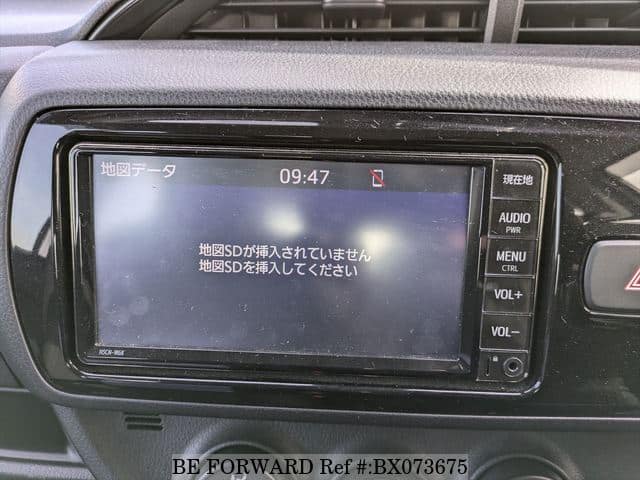 地図データ 09:47
現在地
AUDIO
PWR
地図SDが挿入されていません
地図SDを挿入してください
MENU
CTRL
VOL+
VOL-
NSCN-W68
BE FORWARD Ref #:BX073675